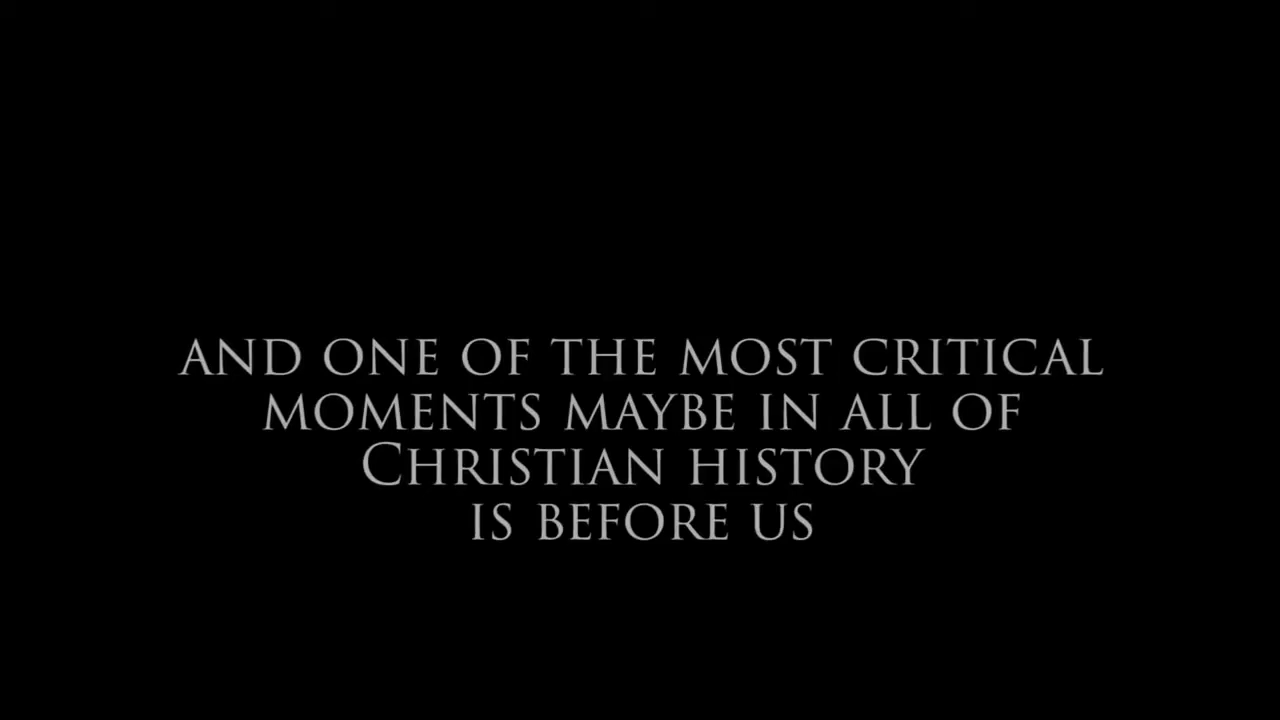 AND ONE OF THE MOST CRITICAL
MOMENTS MAYBE IN ALL OF
CHRISTIAN HISTORY
IS BEFORE US